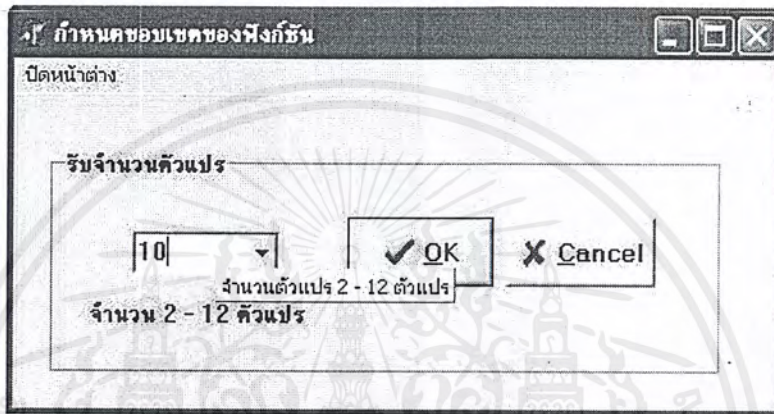 กำหนดขอบเขตของฟังก์ชัน
ปิดหน้าต่าง
รับจำนวนตัวแปร
10
OK
Cancel
จำนวนตัวแปร 2 - 12 ตัวแปร
จำนวน 2 - 12 ตัวแปร